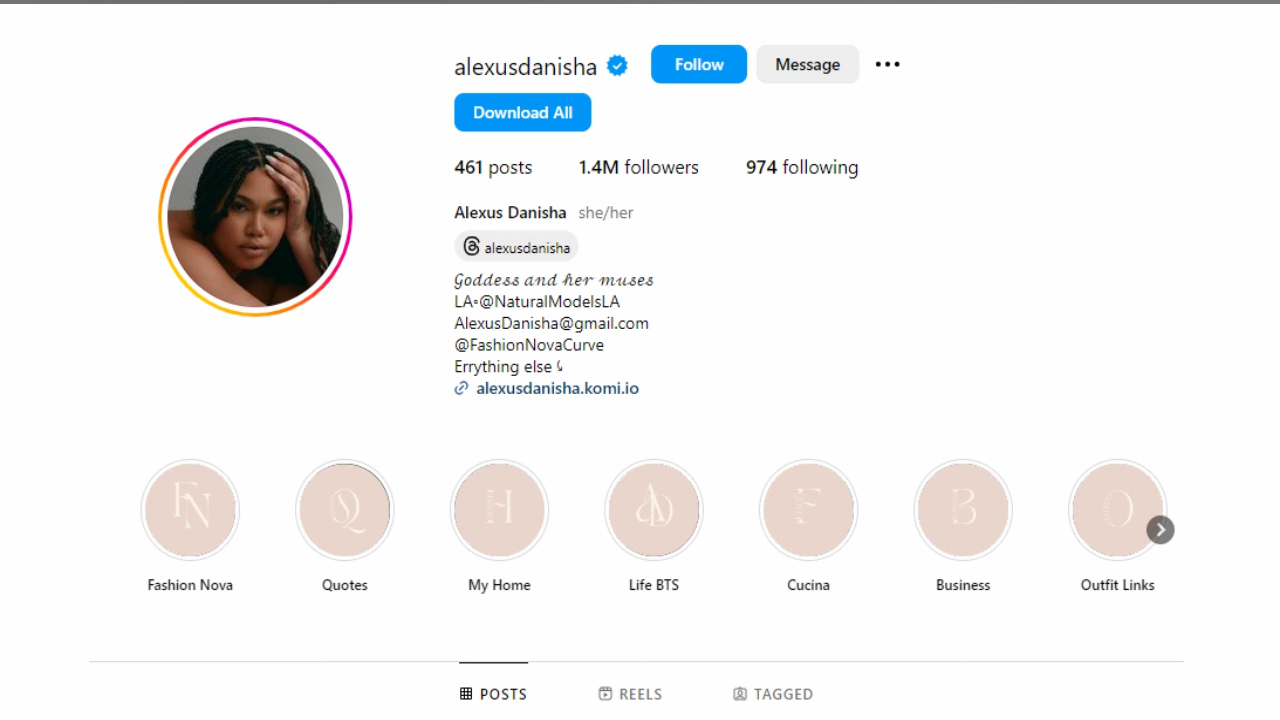 alexusdanisha Follow Message
Download All
461 posts 1.4M followers 974 following
Alexus Danisha she/her
alexusdanisha
Goddess and her muses
LA▫@NaturalModelsLA
AlexusDanisha@gmail.com
@FashionNovaCurve
Errything else⤹
alexusdanisha.komi.io
FN Q H AD F B O
Fashion Nova Quotes My Home Life BTS Cucina Business Outfit Links
POSTS REELS TAGGED